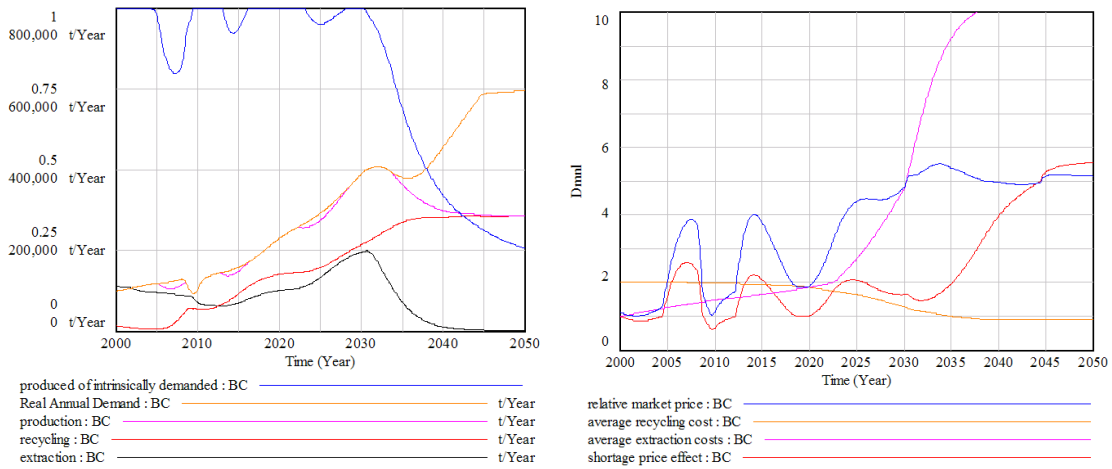 1
800,000 t/Year
0.75
600,000 t/Year
0.5
400,000 t/Year
0.25
200,000 t/Year
0
0 t/Year
2000 2010 2020 2030 2040 2050
Time (Year)
produced of intrinsically demanded : BC
Real Annual Demand : BC t/Year
production : BC t/Year
recycling : BC t/Year
extraction : BC t/Year
10
8
6
4
2
0
Dmnl
2000 2005 2010 2015 2020 2025 2030 2035 2040 2045 2050
Time (Year)
relative market price : BC
average recycling cost : BC
average extraction costs : BC
shortage price effect : BC